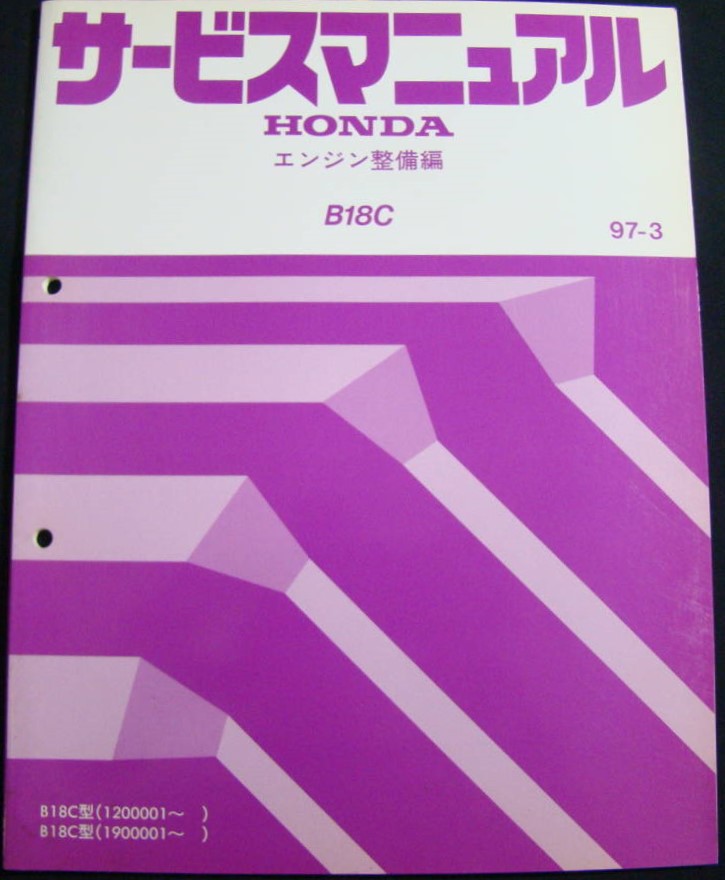 サービスマニュアル
HONDA
エンジン整備編
B18C
97-3
B18C型(1200001～　)
B18C型(1900001～　)